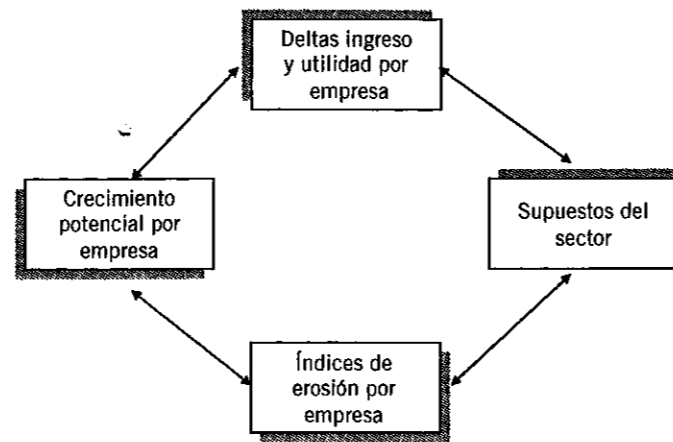 Deltas ingreso
y utilidad por
empresa
Crecimiento
potencial por
empresa
Supuestos del
sector
Índices de
erosión por
empresa